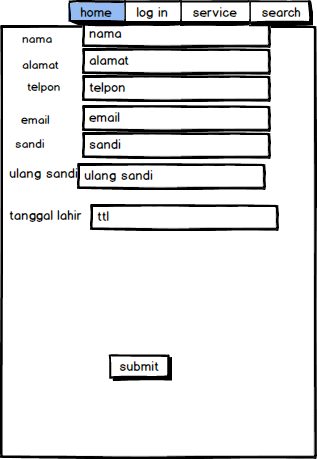 home log in service search
nama nama
alamat alamat
telpon telpon
email email
sandi sandi
ulang sandi ulang sandi
tanggal lahir ttl
submit